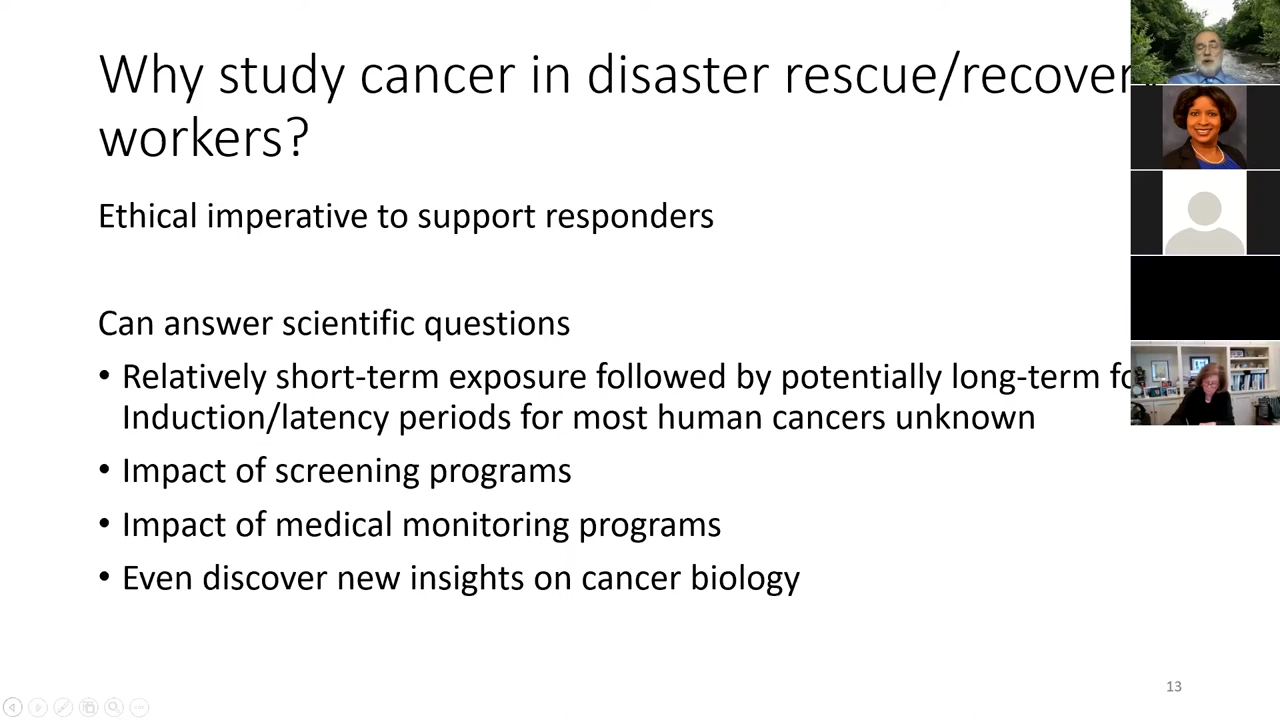 Why study cancer in disaster rescue/recover
workers?
Ethical imperative to support responders
Can answer scientific questions
• Relatively short-term exposure followed by potentially long-term
Induction/latency periods for most human cancers unknown
• Impact of screening programs
• Impact of medical monitoring programs
• Even discover new insights on cancer biology
13